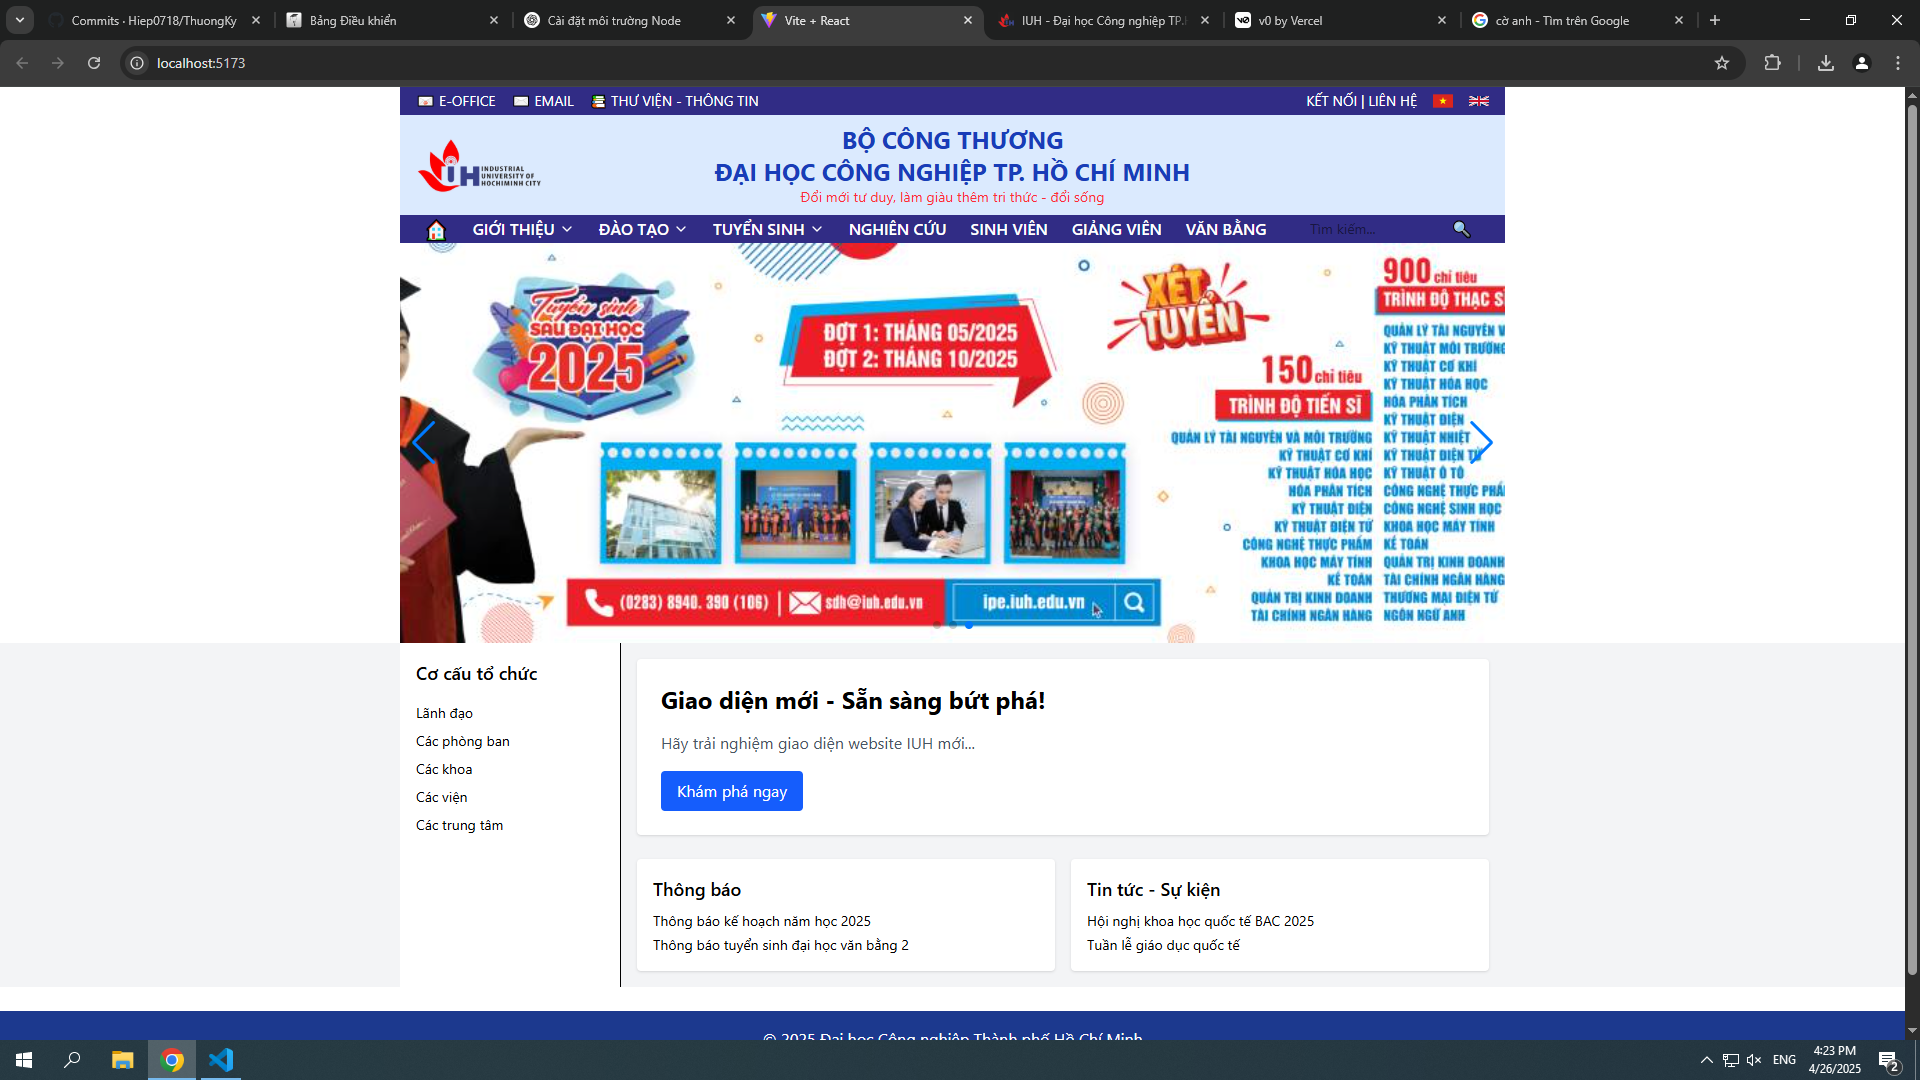 Commits · Hiep0718/ThuongKy
Bảng Điều khiển
Cài đặt môi trường Node
Vite + React
IUH - Đại học Công nghiệp TP.
v0 by Vercel
cờ anh - Tìm trên Google
localhost:5173
E-OFFICE
EMAIL
THƯ VIỆN - THÔNG TIN
KẾT NỐI | LIÊN HỆ
IUH
INDUSTRIAL
UNIVERSITY OF
HOCHIMINH CITY
BỘ CÔNG THƯƠNG
ĐẠI HỌC CÔNG NGHIỆP TP. HỒ CHÍ MINH
Đổi mới tư duy, làm giàu thêm tri thức - đổi sống
GIỚI THIỆU
ĐÀO TẠO
TUYỂN SINH
NGHIÊN CỨU
SINH VIÊN
GIẢNG VIÊN
VĂN BẰNG
Tìm kiếm...
Tuyển sinh
SAU ĐẠI HỌC
2025
ĐỢT 1: THÁNG 05/2025
ĐỢT 2: THÁNG 10/2025
XÉT
TUYỂN
150 chỉ tiêu
TRÌNH ĐỘ TIẾN SĨ
QUẢN LÝ TÀI NGUYÊN VÀ MÔI TRƯỜNG
KỸ THUẬT CƠ KHÍ
KỸ THUẬT HÓA HỌC
HÓA PHÂN TÍCH
KỸ THUẬT ĐIỆN
KỸ THUẬT ĐIỆN TỬ
CÔNG NGHỆ THỰC PHẨM
KHOA HỌC MÁY TÍNH
KẾ TOÁN
QUẢN TRỊ KINH DOANH
TÀI CHÍNH NGÂN HÀNG
900 chỉ tiêu
TRÌNH ĐỘ THẠC S
QUẢN LÝ TÀI NGUYÊN V
KỸ THUẬT MÔI TRƯỜNG
KỸ THUẬT CƠ KHÍ
KỸ THUẬT HÓA HỌC
HÓA PHÂN TÍCH
KỸ THUẬT ĐIỆN
KỸ THUẬT NHIỆT
KỸ THUẬT ĐIỆN TỬ
KỸ THUẬT Ô TÔ
CÔNG NGHỆ THỰC PHẨ
CÔNG NGHỆ SINH HỌC
KHOA HỌC MÁY TÍNH
KẾ TOÁN
QUẢN TRỊ KINH DOANH
TÀI CHÍNH NGÂN HÀNG
THƯƠNG MẠI ĐIỆN TỬ
NGÔN NGỮ ANH
(0283) 8940. 390 (106)
sdh@iuh.edu.vn
ipe.iuh.edu.vn
Cơ cấu tổ chức
Lãnh đạo
Các phòng ban
Các khoa
Các viện
Các trung tâm
Giao diện mới - Sẵn sàng bứt phá!
Hãy trải nghiệm giao diện website IUH mới...
Khám phá ngay
Thông báo
Thông báo kế hoạch năm học 2025
Thông báo tuyển sinh đại học văn bằng 2
Tin tức - Sự kiện
Hội nghị khoa học quốc tế BAC 2025
Tuần lễ giáo dục quốc tế
© 2025 Đại học Công nghiệp Thành phố Hồ Chí Minh
ENG
4:23 PM
4/26/2025
2